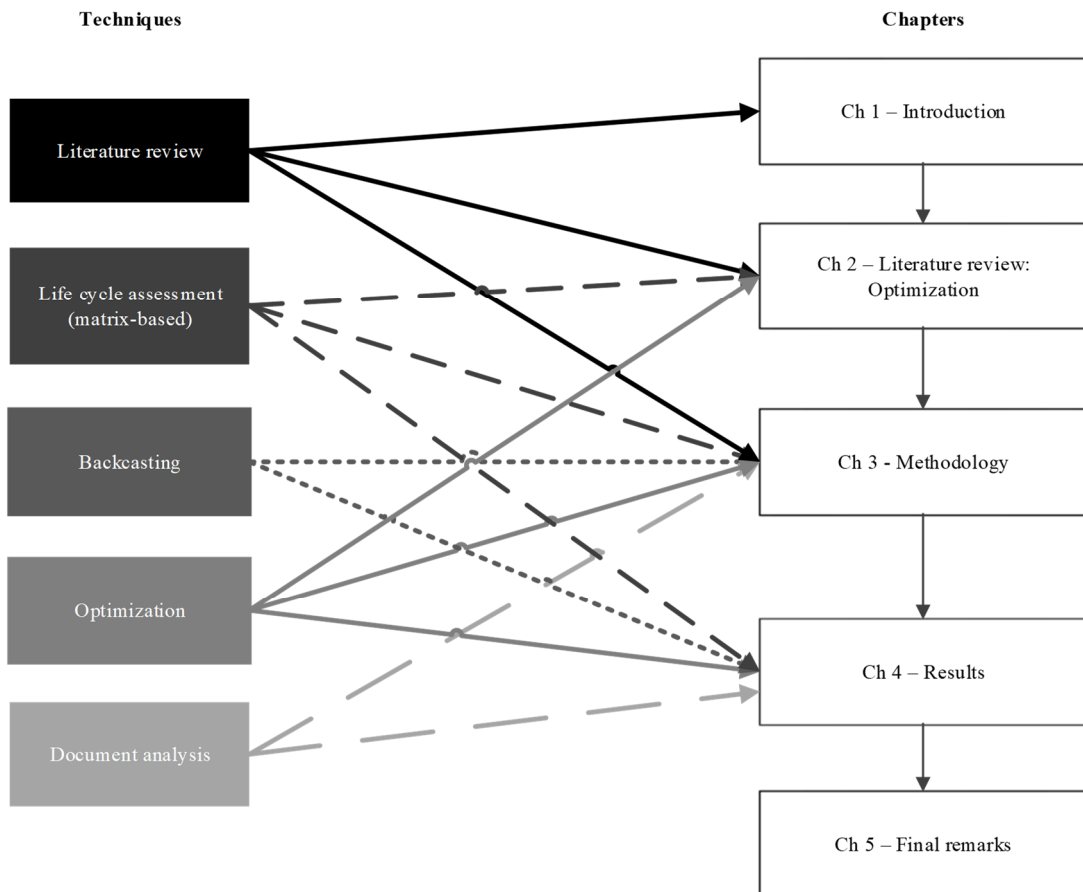 Techniques
Chapters
Literature review
Life cycle assessment
(matrix-based)
Backcasting
Optimization
Document analysis
Ch 1 – Introduction
Ch 2 – Literature review:
Optimization
Ch 3 - Methodology
Ch 4 – Results
Ch 5 – Final remarks